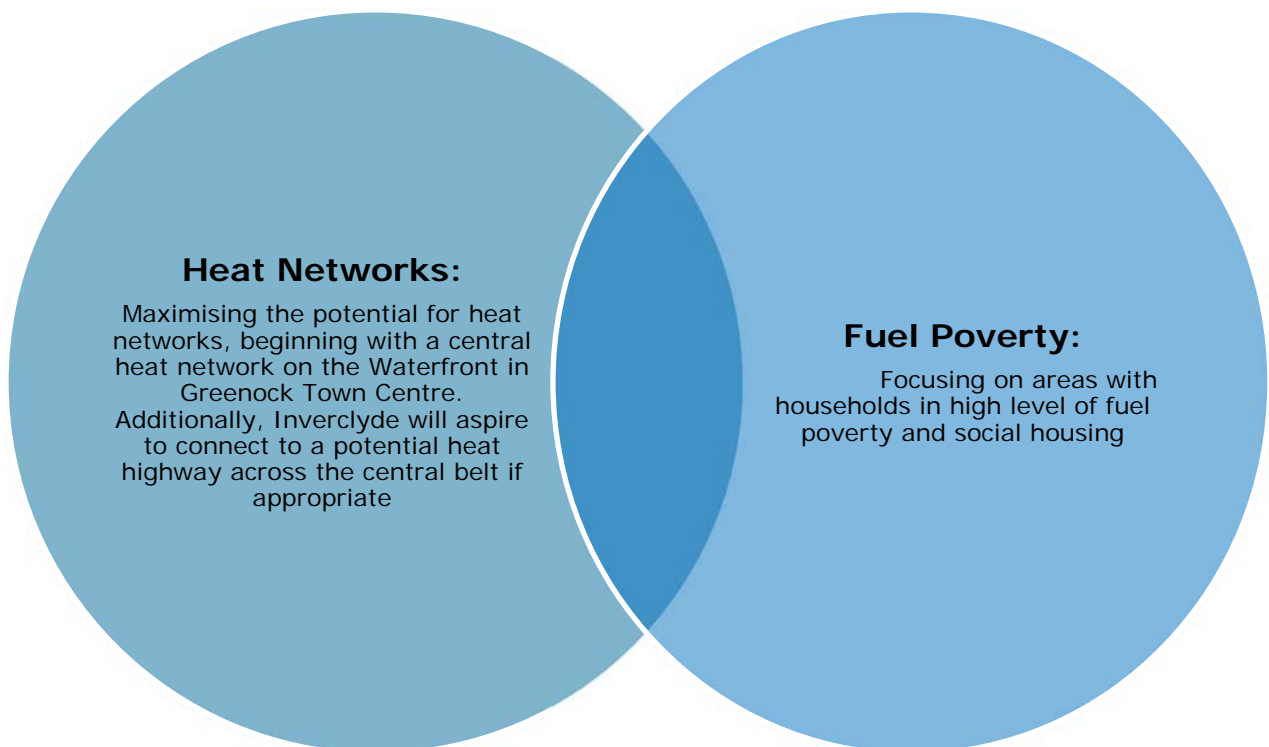 Heat Networks:
Maximising the potential for heat
networks, beginning with a central
heat network on the Waterfront in
Greenock Town Centre.
Additionally, Inverclyde will aspire
to connect to a potential heat
highway across the central belt if
appropriate
Fuel Poverty:
Focusing on areas with
households in high level of fuel
poverty and social housing